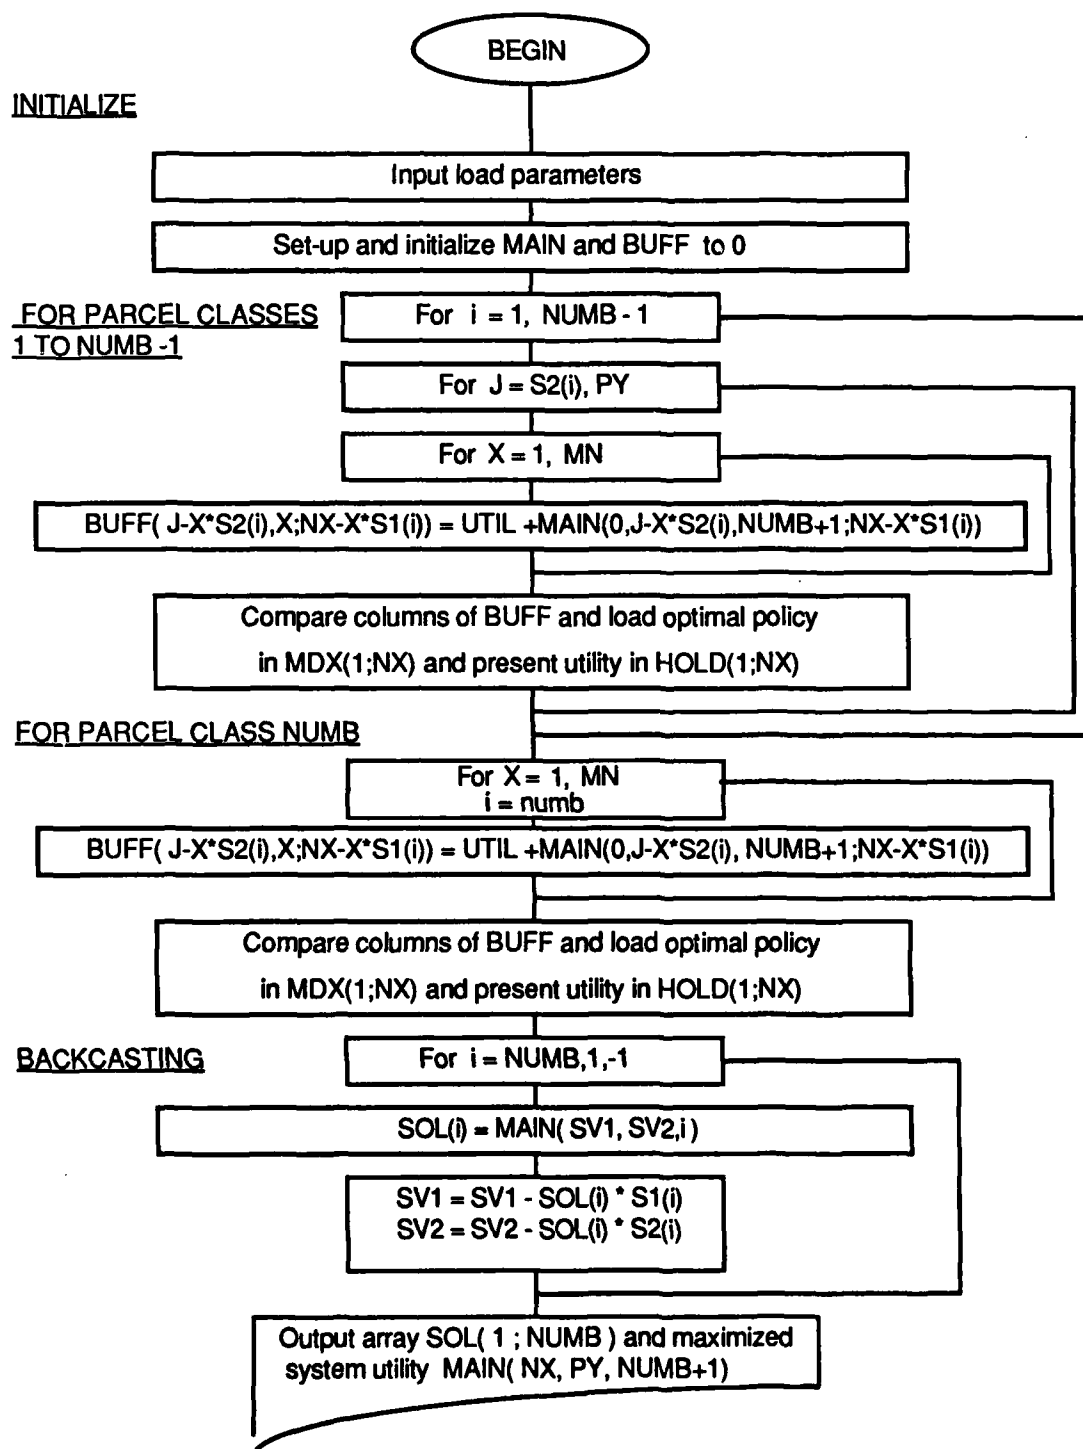 BEGIN
INITIALIZE
Input load parameters
Set-up and initialize MAIN and BUFF to 0
FOR PARCEL CLASSES
1 TO NUMB -1
For i = 1, NUMB - 1
For J = S2(i), PY
For X = 1, MN
BUFF( J-X*S2(i),X;NX-X*S1(i)) = UTIL +MAIN(0,J-X*S2(i),NUMB+1;NX-X*S1(i))
Compare columns of BUFF and load optimal policy
in MDX(1;NX) and present utility in HOLD(1;NX)
FOR PARCEL CLASS NUMB
For X = 1, MN
i = numb
BUFF( J-X*S2(i),X;NX-X*S1(i)) = UTIL +MAIN(0,J-X*S2(i), NUMB+1;NX-X*S1(i))
Compare columns of BUFF and load optimal policy
in MDX(1;NX) and present utility in HOLD(1;NX)
BACKCASTING
For i = NUMB,1,-1
SOL(i) = MAIN( SV1, SV2,i )
SV1 = SV1 - SOL(i) * S1(i)
SV2 = SV2 - SOL(i) * S2(i)
Output array SOL( 1 ; NUMB ) and maximized
system utility MAIN( NX, PY, NUMB+1)